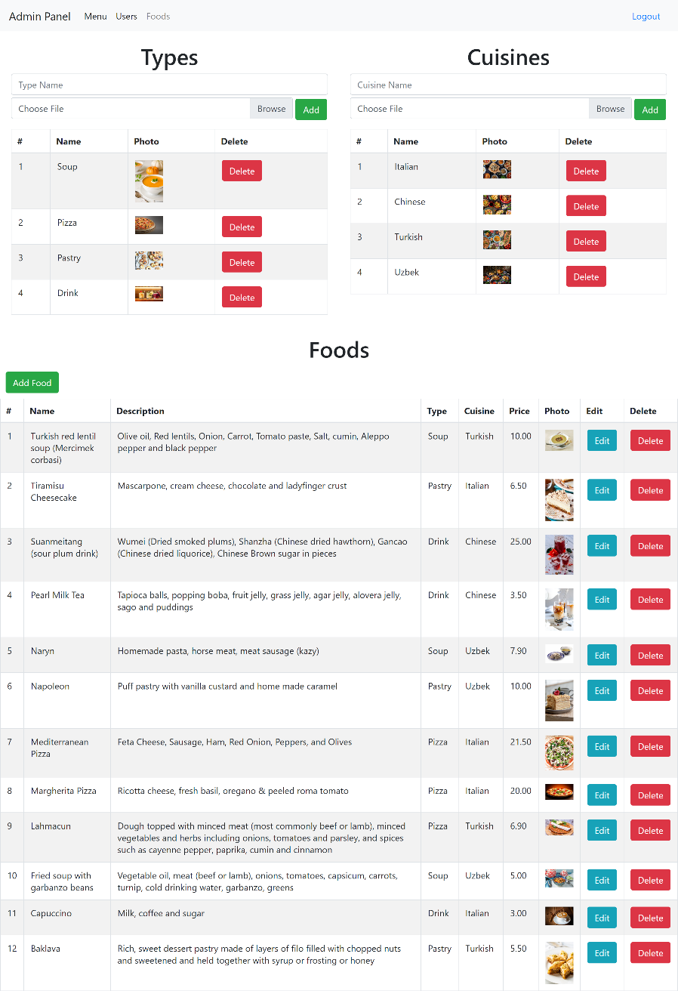 Admin Panel Menu Users Foods Logout
Types
Type Name
Choose File Browse Add
# Name Photo Delete
1 Soup Delete
2 Pizza Delete
3 Pastry Delete
4 Drink Delete
Cuisines
Cuisine Name
Choose File Browse Add
# Name Photo Delete
1 Italian Delete
2 Chinese Delete
3 Turkish Delete
4 Uzbek Delete
Foods
Add Food
# Name Description Type Cuisine Price Photo Edit Delete
1 Turkish red lentil Olive oil, Red lentils, Onion, Carrot, Tomato paste, Salt, cumin, Aleppo Soup Turkish 10.00 Edit Delete
soup (Mercimek pepper and black pepper
corbasi)
2 Tiramisu Mascarpone, cream cheese, chocolate and ladyfinger crust Pastry Italian 6.50 Edit Delete
Cheesecake
3 Suanmeitang Wumei (Dried smoked plums), Shanzha (Chinese dried hawthorn), Gancao Drink Chinese 25.00 Edit Delete
(sour plum drink) (Chinese dried liquorice), Chinese Brown sugar in pieces
4 Pearl Milk Tea Tapioca balls, popping boba, fruit jelly, grass jelly, agar jelly, alovera jelly, Drink Chinese 3.50 Edit Delete
sago and puddings
5 Naryn Homemade pasta, horse meat, meat sausage (kazy) Soup Uzbek 7.90 Edit Delete
6 Napoleon Puff pastry with vanilla custard and home made caramel Pastry Uzbek 10.00 Edit Delete
7 Mediterranean Feta Cheese, Sausage, Ham, Red Onion, Peppers, and Olives Pizza Italian 21.50 Edit Delete
Pizza
8 Margherita Pizza Ricotta cheese, fresh basil, oregano & peeled roma tomato Pizza Italian 20.00 Edit Delete
9 Lahmacun Dough topped with minced meat (most commonly beef or lamb), minced Pizza Turkish 6.90 Edit Delete
vegetables and herbs including onions, tomatoes and parsley, and spices
such as cayenne pepper, paprika, cumin and cinnamon
10 Fried soup with Vegetable oil, meat (beef or lamb), onions, tomatoes, capsicum, carrots, Soup Uzbek 5.00 Edit Delete
garbanzo beans turnip, cold drinking water, garbanzo, greens
11 Capuccino Milk, coffee and sugar Drink Italian 3.00 Edit Delete
12 Baklava Rich, sweet dessert pastry made of layers of filo filled with chopped nuts Pastry Turkish 5.50 Edit Delete
and sweetened and held together with syrup or frosting or honey